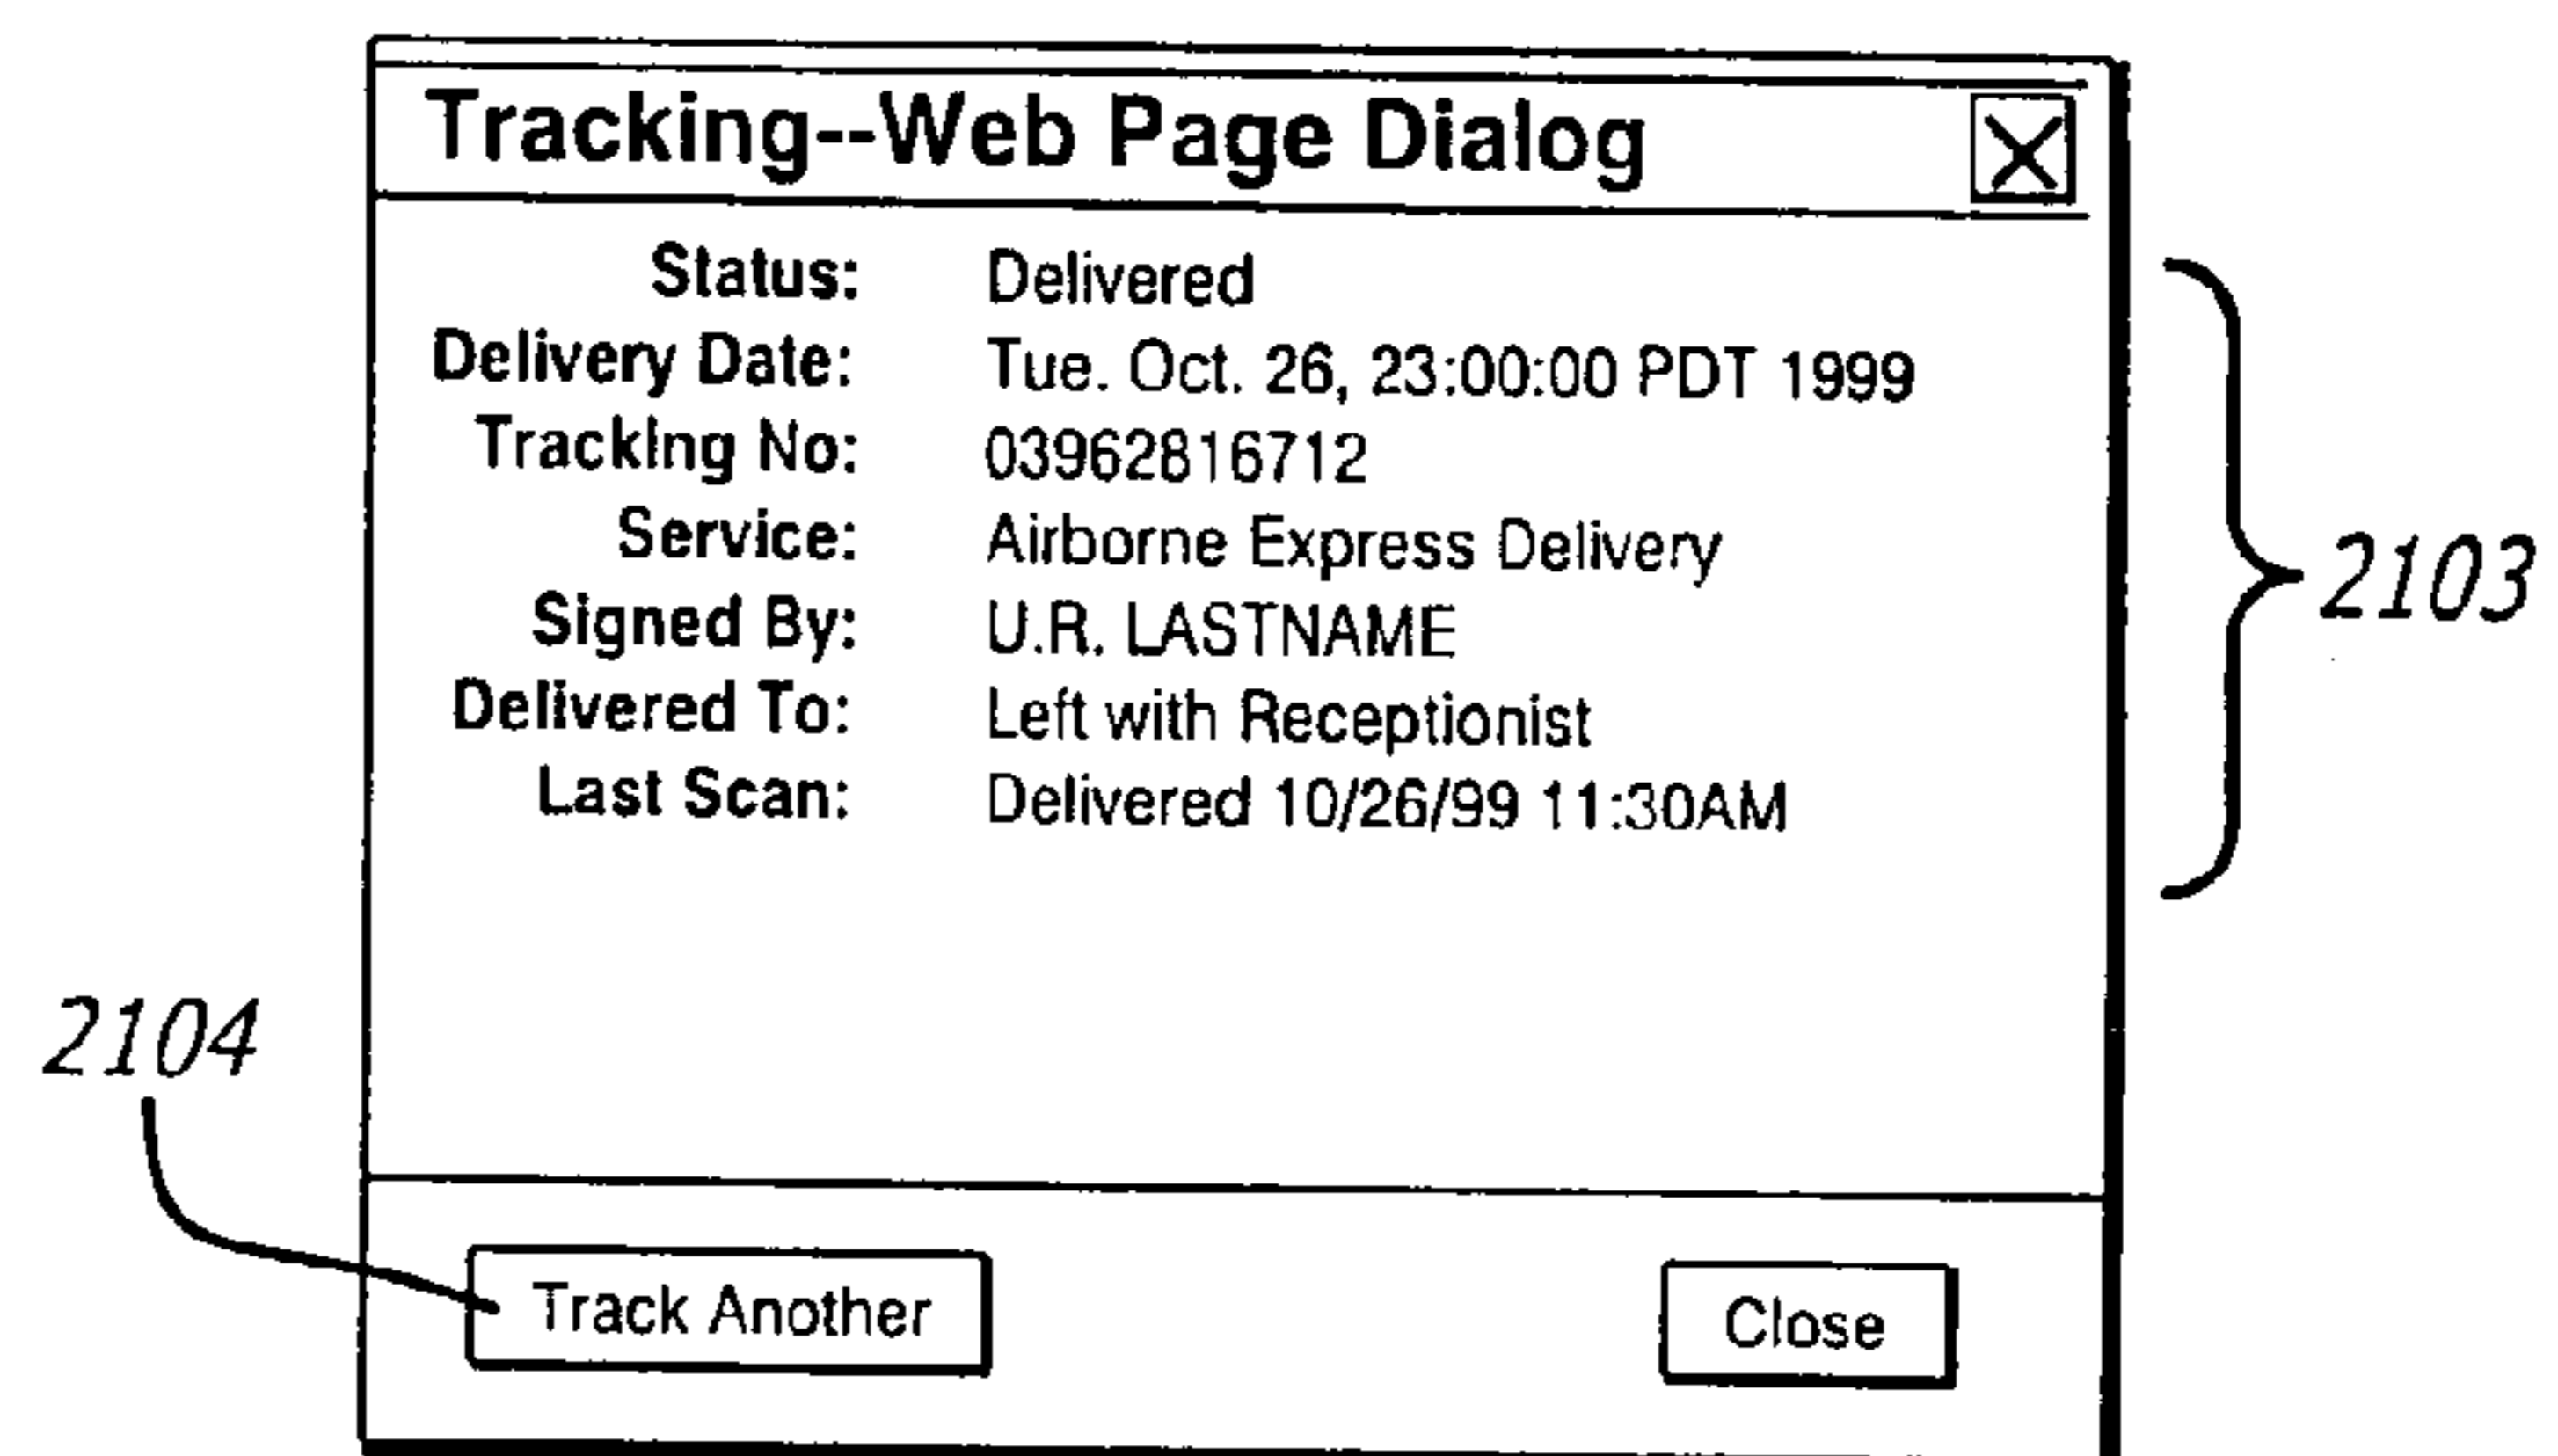 Tracking--Web Page Dialog
Status: Delivered
Delivery Date: Tue. Oct. 26, 23:00:00 PDT 1999
Tracking No: 03962816712
Service: Airborne Express Delivery
Signed By: U.R. LASTNAME
Delivered To: Left with Receptionist
Last Scan: Delivered 10/26/99 11:30AM
2103
2104
Track Another Close